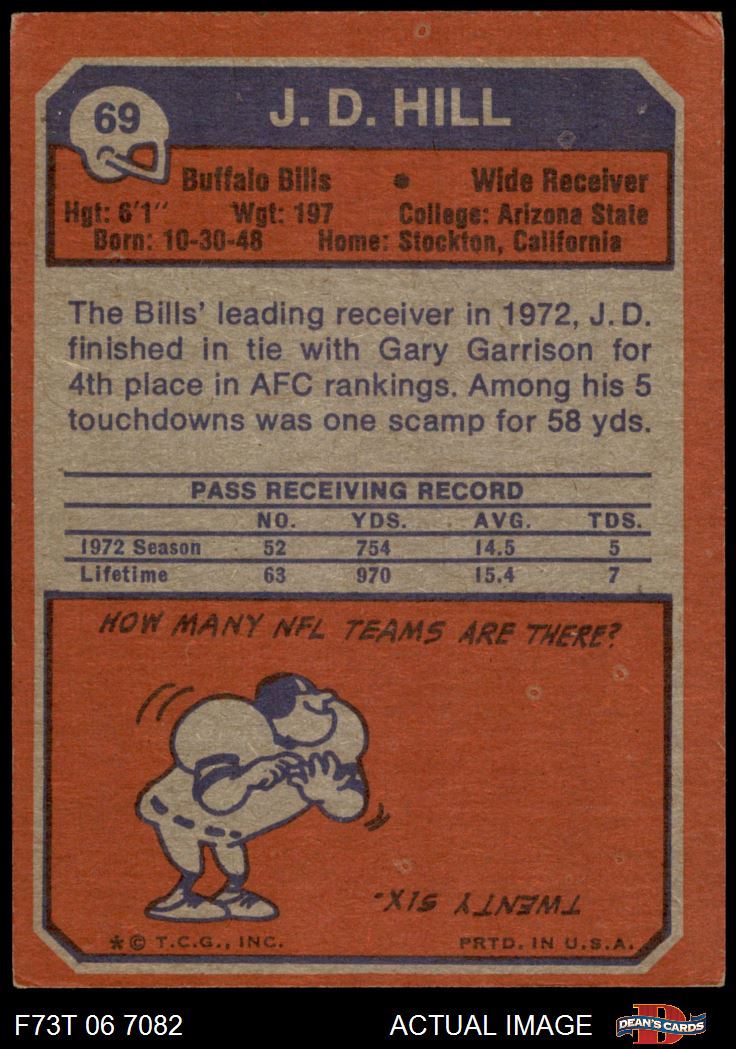 69
J. D. HILL
Buffalo Bills • Wide Receiver
Hgt: 6'1" Wgt: 197 College: Arizona State
Born: 10-30-48 Home: Stockton, California
The Bills' leading receiver in 1972, J. D.
finished in tie with Gary Garrison for
4th place in AFC rankings. Among his 5
touchdowns was one scamp for 58 yds.
PASS RECEIVING RECORD
NO. YDS. AVG. TDS.
1972 Season 52 754 14.5 5
Lifetime 63 970 15.4 7
HOW MANY NFL TEAMS ARE THERE?
TWENTY SIX.
*© T.C.G., INC. PRTD. IN U.S.A.
F73T 06 7082 ACTUAL IMAGE D DEAN'S CARDS